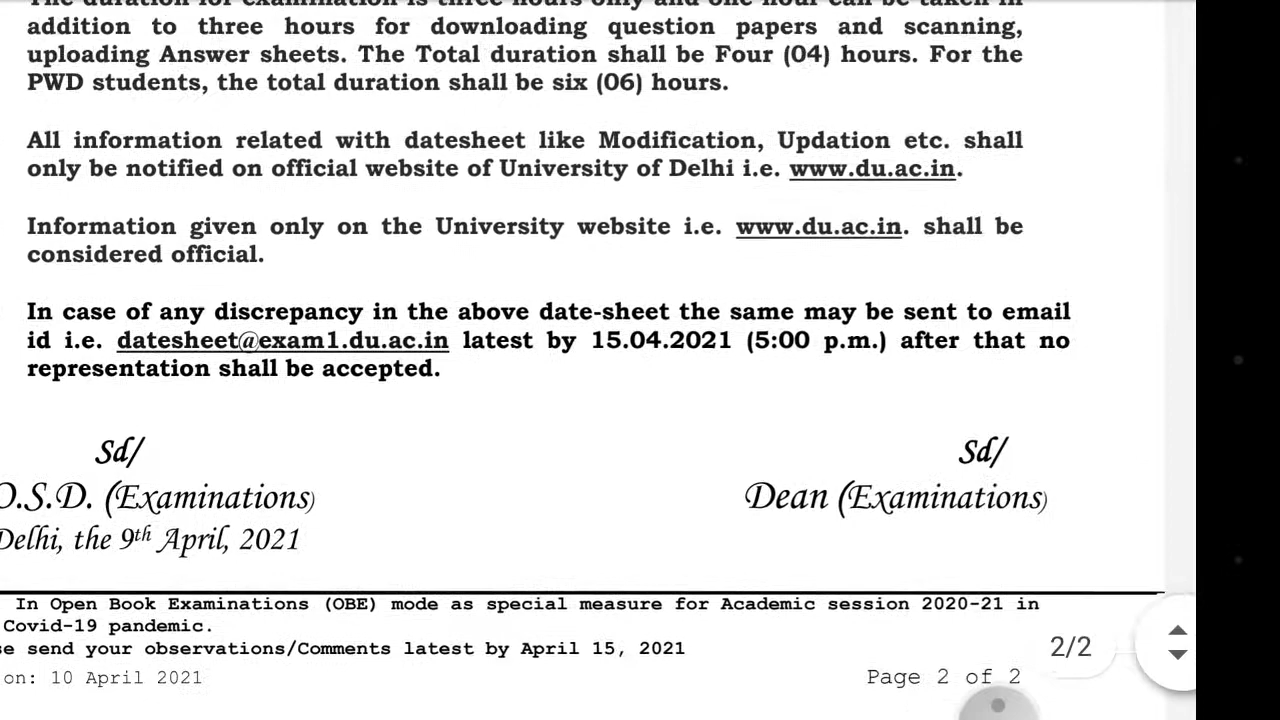 The duration for examination is three hours only and one hour can be taken in
addition to three hours for downloading question papers and scanning,
uploading Answer sheets. The Total duration shall be Four (04) hours. For the
PWD students, the total duration shall be six (06) hours.
All information related with datesheet like Modification, Updation etc. shall
only be notified on official website of University of Delhi i.e. www.du.ac.in.
Information given only on the University website i.e. www.du.ac.in. shall be
considered official.
In case of any discrepancy in the above date-sheet the same may be sent to email
id i.e. datesheet@exam1.du.ac.in latest by 15.04.2021 (5:00 p.m.) after that no
representation shall be accepted.
Sd/ Sd/
O.S.D. (Examinations) Dean (Examinations)
Delhi, the 9th April, 2021
In Open Book Examinations (OBE) mode as special measure for Academic session 2020-21 in
Covid-19 pandemic.
se send your observations/Comments latest by April 15, 2021
on: 10 April 2021 Page 2 of 2
2/2